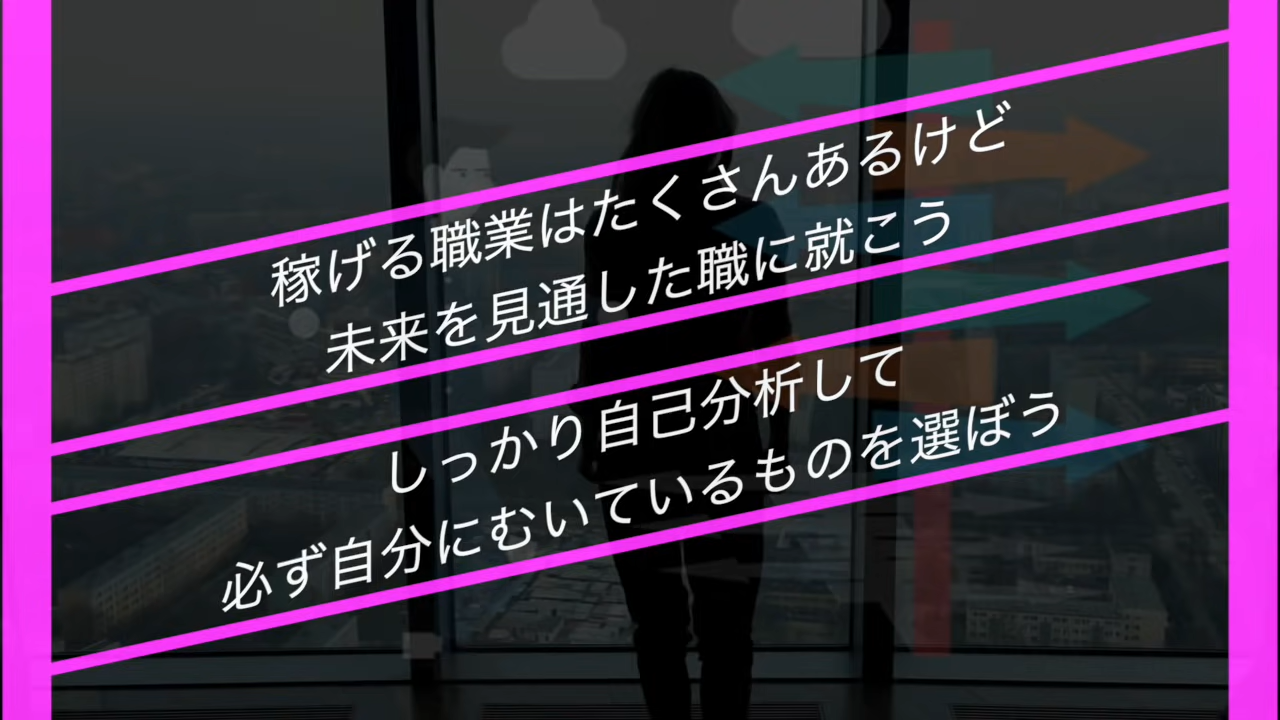 稼げる職業はたくさんあるけど
未来を見通した職に就こう
しっかり自己分析して
必ず自分にむいているものを選ぼう